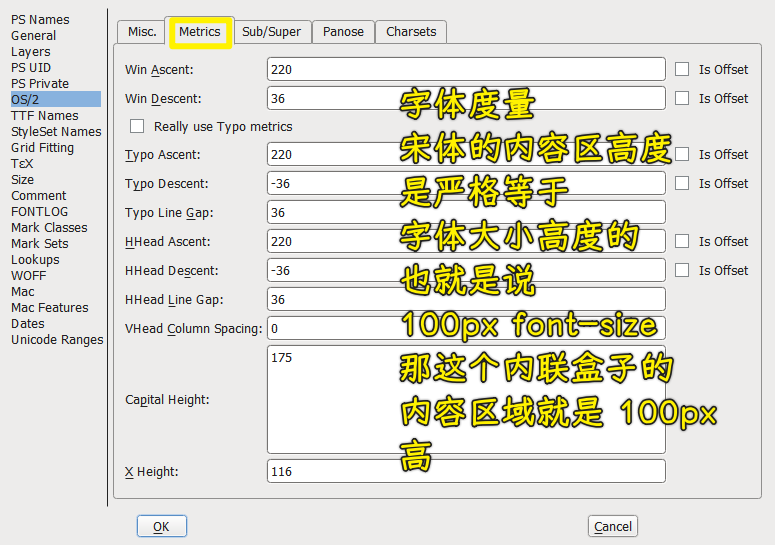 PS Names
General
Layers
PS UID
PS Private
OS/2
TTF Names
StyleSet Names
Grid Fitting
TεX
Size
Comment
FONTLOG
Mark Classes
Mark Sets
Lookups
WOFF
Mac
Mac Features
Dates
Unicode Ranges
Misc. Metrics Sub/Super Panose Charsets
Win Ascent: 220 Is Offset
Win Descent: 36 Is Offset
Really use Typo metrics
Typo Ascent: 220 Is Offset
Typo Descent: -36 Is Offset
Typo Line Gap: 36
HHead Ascent: 220 Is Offset
HHead Descent: -36 Is Offset
HHead Line Gap: 36
VHead Column Spacing: 0
Capital Height: 175
X Height: 116
字体度量
宋体的内容区高度
是严格等于
字体大小高度的
也就是说
100px font-size
那这个内联盒子的
内容区域就是 100px
高
OK Cancel